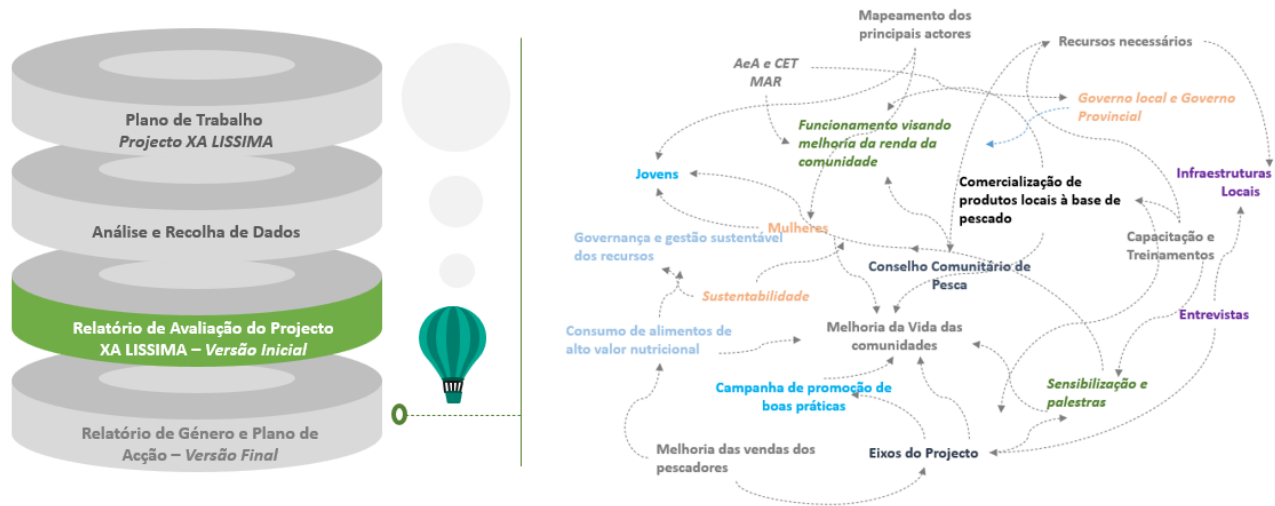 Plano de Trabalho
Projecto XA LISSIMA
Análise e Recolha de Dados
Relatório de Avaliação do Projecto
XA LISSIMA – Versão Inicial
Relatório de Género e Plano de
Acção – Versão Final
Mapeamento dos
principais actores
Recursos necessários
AeA e CET
MAR
Governo local e Governo
Provincial
Funcionamento visando
melhoria da renda da
comunidade
Jovens
Comercialização de
produtos locais à base de
pescado
Infraestruturas
Locais
Mulheres
Governança e gestão sustentável
dos recursos
Capacitação e
Treinamentos
Conselho Comunitário de
Pesca
Sustentabilidade
Entrevistas
Consumo de alimentos de
alto valor nutricional
Melhoria da Vida das
comunidades
Campanha de promoção de
boas práticas
Sensibilização e
palestras
Melhoria das vendas dos
pescadores
Eixos do Projecto